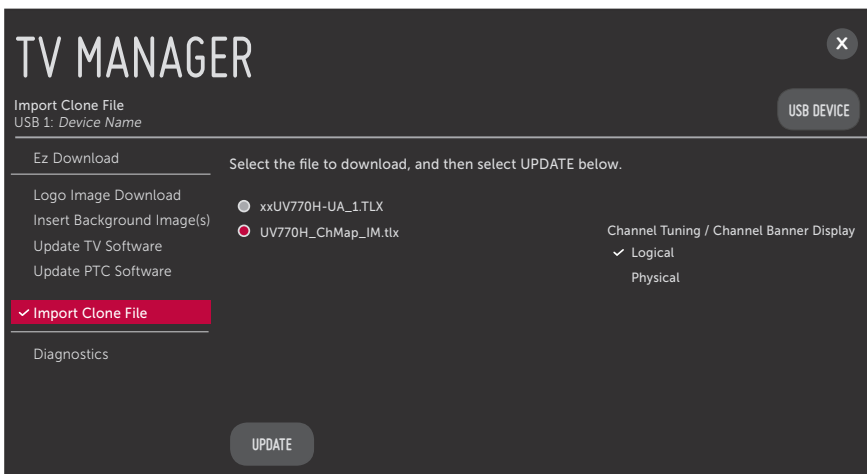 TV MANAGER
X
Import Clone File
USB 1: Device Name
USB DEVICE
Ez Download
Logo Image Download
Insert Background Image(s)
Update TV Software
Update PTC Software
Import Clone File
Diagnostics
Select the file to download, and then select UPDATE below.
xxUV770H-UA_1.TLX
UV770H_ChMap_IM.tlx
Channel Tuning / Channel Banner Display
Logical
Physical
UPDATE